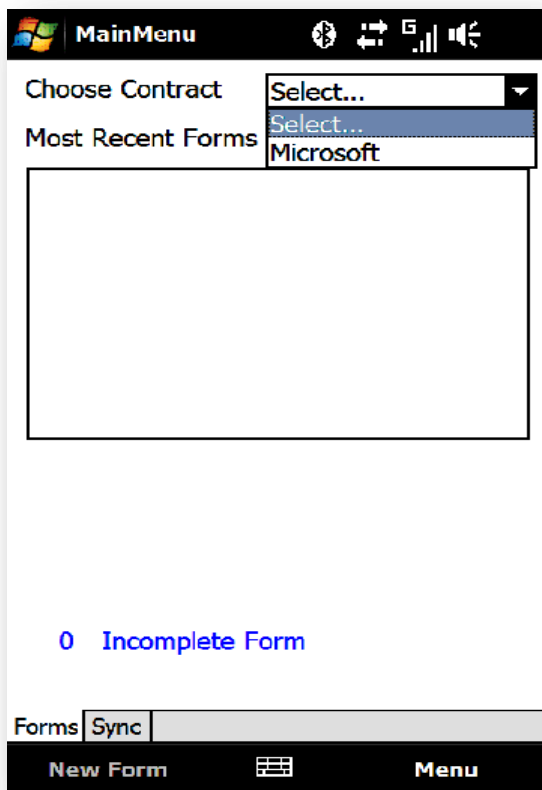 MainMenu
G
Choose Contract Select...
Select...
Most Recent Forms
Microsoft
0 Incomplete Form
Forms Sync
New Form Menu